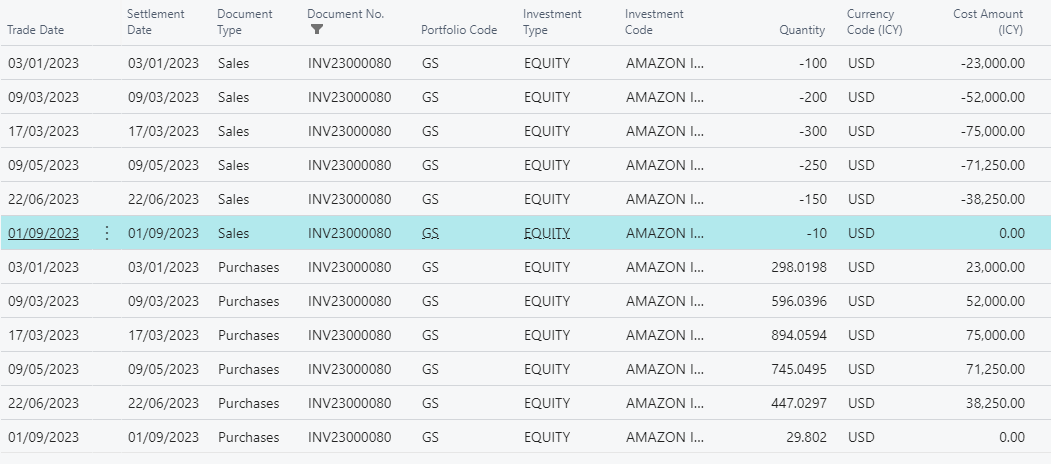 Trade Date Settlement Date Document Type Document No. Portfolio Code Investment Type Investment Code Quantity Currency Code (ICY) Cost Amount (ICY)
03/01/2023 03/01/2023 Sales INV23000080 GS EQUITY AMAZON I... -100 USD -23,000.00
09/03/2023 09/03/2023 Sales INV23000080 GS EQUITY AMAZON I... -200 USD -52,000.00
17/03/2023 17/03/2023 Sales INV23000080 GS EQUITY AMAZON I... -300 USD -75,000.00
09/05/2023 09/05/2023 Sales INV23000080 GS EQUITY AMAZON I... -250 USD -71,250.00
22/06/2023 22/06/2023 Sales INV23000080 GS EQUITY AMAZON I... -150 USD -38,250.00
01/09/2023 01/09/2023 Sales INV23000080 GS EQUITY AMAZON I... -10 USD 0.00
03/01/2023 03/01/2023 Purchases INV23000080 GS EQUITY AMAZON I... 298.0198 USD 23,000.00
09/03/2023 09/03/2023 Purchases INV23000080 GS EQUITY AMAZON I... 596.0396 USD 52,000.00
17/03/2023 17/03/2023 Purchases INV23000080 GS EQUITY AMAZON I... 894.0594 USD 75,000.00
09/05/2023 09/05/2023 Purchases INV23000080 GS EQUITY AMAZON I... 745.0495 USD 71,250.00
22/06/2023 22/06/2023 Purchases INV23000080 GS EQUITY AMAZON I... 447.0297 USD 38,250.00
01/09/2023 01/09/2023 Purchases INV23000080 GS EQUITY AMAZON I... 29.802 USD 0.00